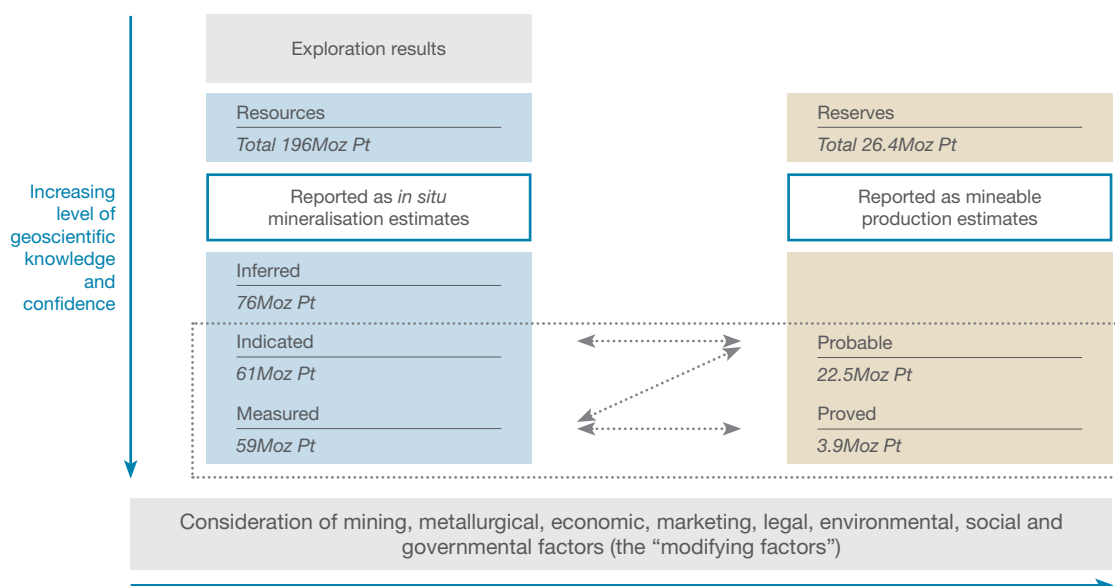 Exploration results
Resources
Total 196Moz Pt
Reserves
Total 26.4Moz Pt
Increasing
level of
geoscientific
knowledge
and
confidence
Reported as in situ
mineralisation estimates
Reported as mineable
production estimates
Inferred
76Moz Pt
Indicated
61Moz Pt
Probable
22.5Moz Pt
Measured
59Moz Pt
Proved
3.9Moz Pt
Consideration of mining, metallurgical, economic, marketing, legal, environmental, social and
governmental factors (the “modifying factors”)